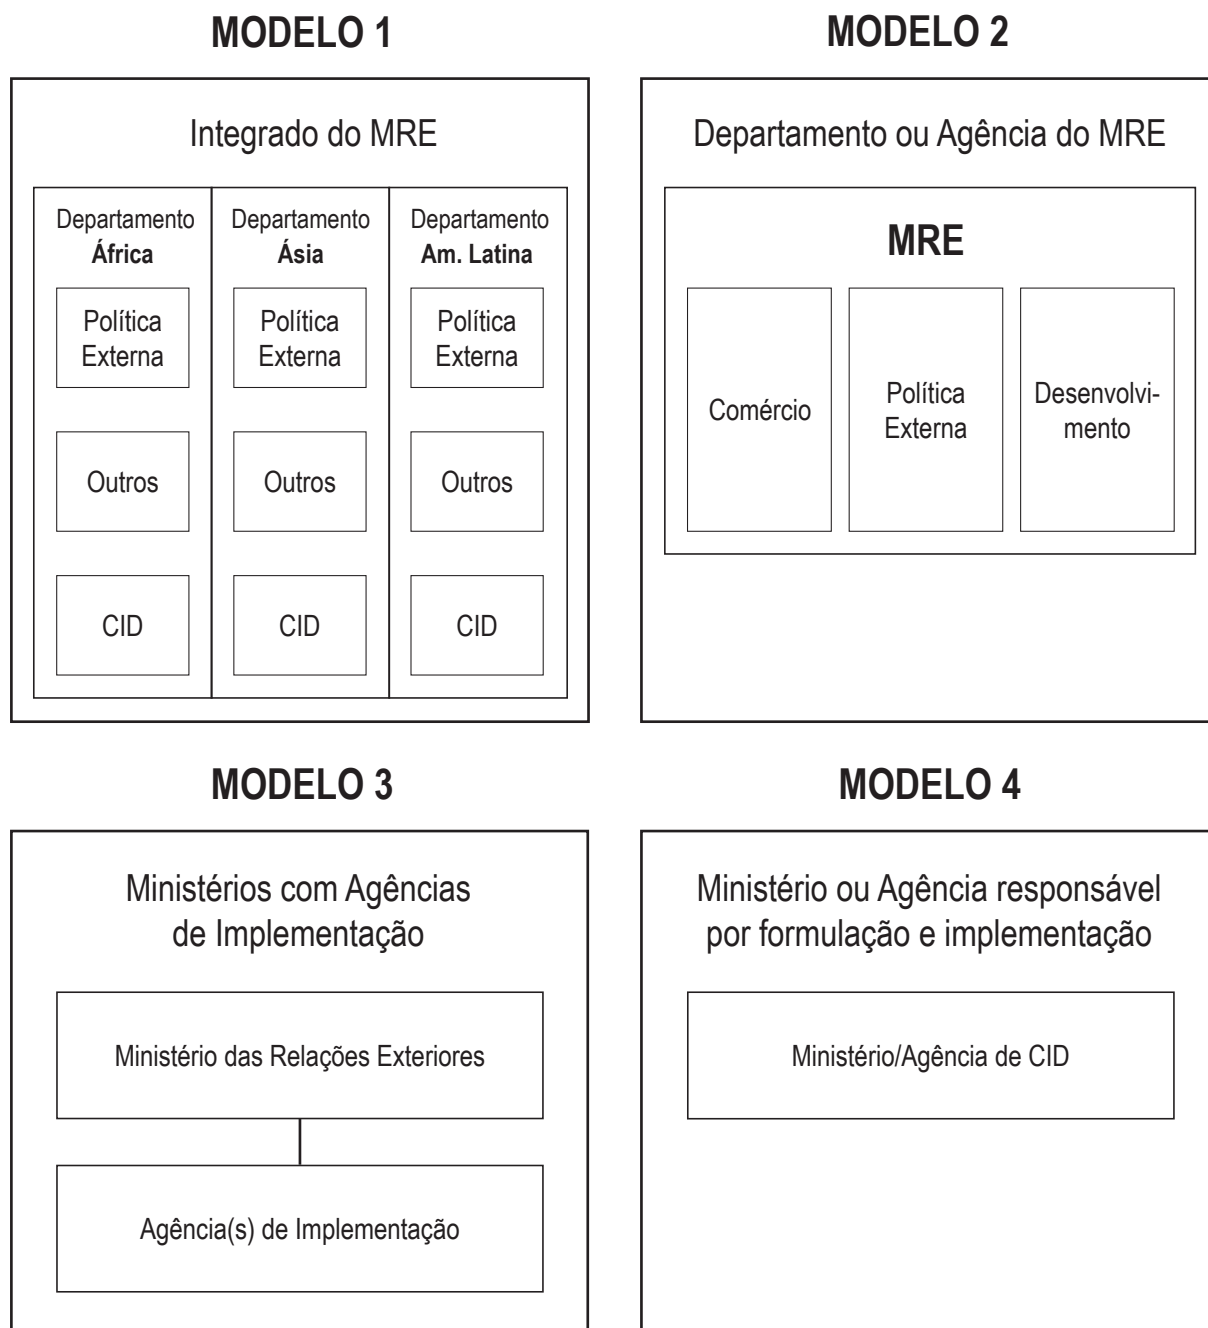 MODELO 1
Integrado do MRE
Departamento
África
Política
Externa
Outros
CID
Departamento
Ásia
Política
Externa
Outros
CID
Departamento
Am. Latina
Política
Externa
Outros
CID
MODELO 2
Departamento ou Agência do MRE
MRE
Comércio
Política
Externa
Desenvolvi-
mento
MODELO 3
Ministérios com Agências
de Implementação
Ministério das Relações Exteriores
Agência(s) de Implementação
MODELO 4
Ministério ou Agência responsável
por formulação e implementação
Ministério/Agência de CID